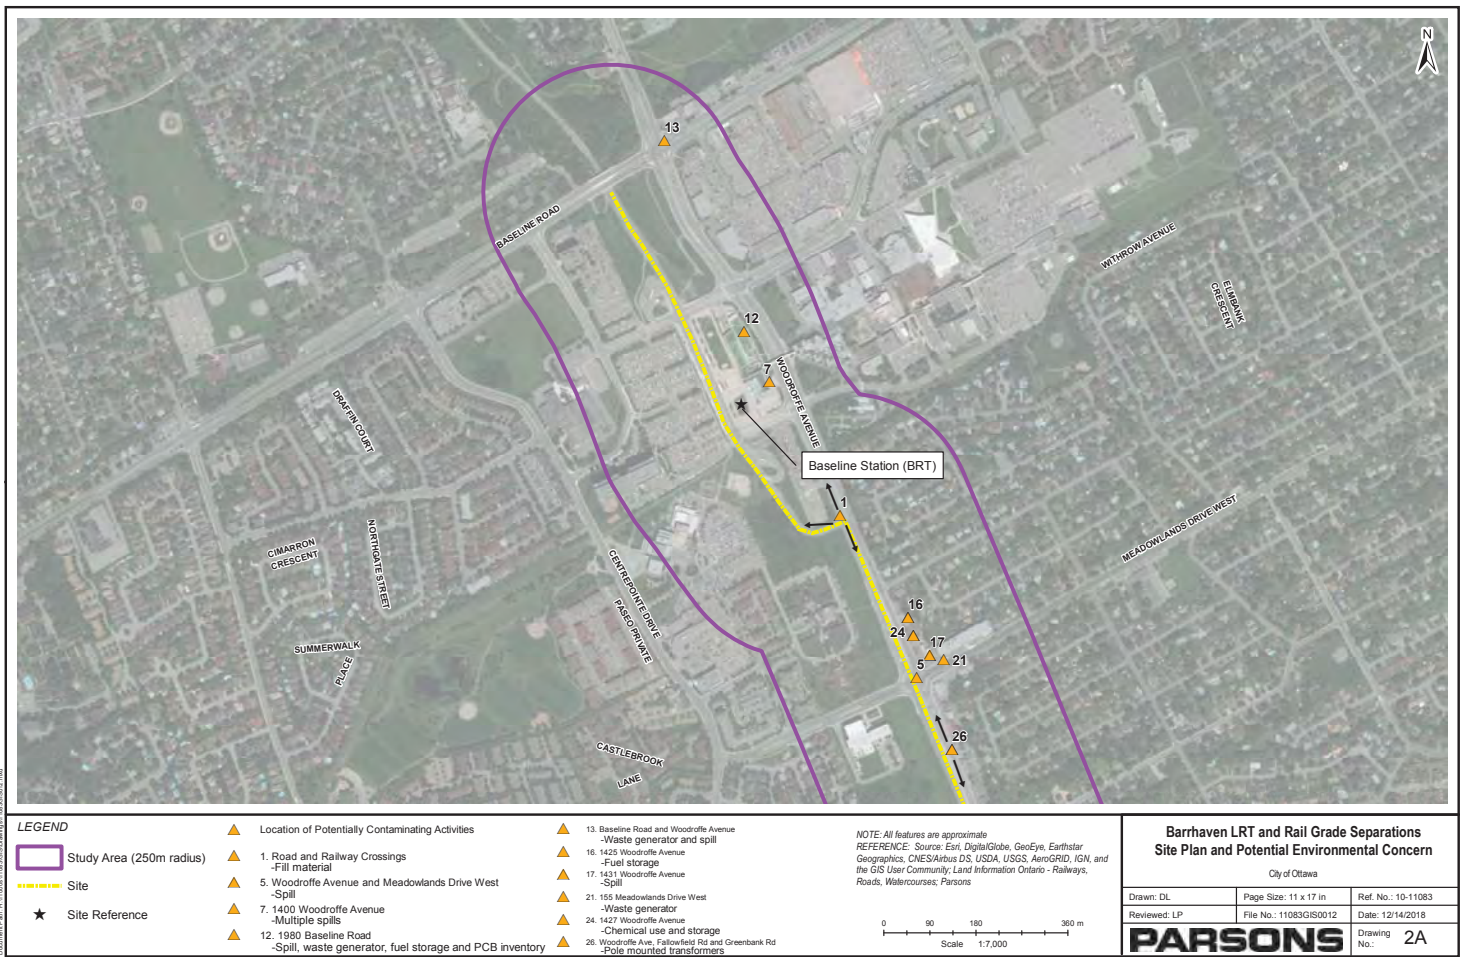 N
13
BASELINE ROAD
WITHROW AVENUE
ELMBANK
CRESCENT
12
7
WOODROFFE AVENUE
DRAFFIN COURT
Baseline Station (BRT)
1
MEADOWLANDS DRIVE WEST
CIMARRON
CRESCENT
NORTHGATE STREET
CENTREPOINTE DRIVE
PASEO PRIVATE
16
24
17
21
5
SUMMERWALK
PLACE
26
CASTLEBROOK
LANE
LEGEND
Study Area (250m radius)
Site
Site Reference
Location of Potentially Contaminating Activities
1. Road and Railway Crossings
-Fill material
5. Woodroffe Avenue and Meadowlands Drive West
-Spill
7. 1400 Woodroffe Avenue
-Multiple spills
12. 1980 Baseline Road
-Spill, waste generator, fuel storage and PCB inventory
13. Baseline Road and Woodroffe Avenue
-Waste generator and spill
16. 1425 Woodroffe Avenue
-Fuel storage
17. 1431 Woodroffe Avenue
-Spill
21. 155 Meadowlands Drive West
-Waste generator
24. 1427 Woodroffe Avenue
-Chemical use and storage
26. Woodroffe Ave, Fallowfield Rd and Greenbank Rd
-Pole mounted transformers
NOTE: All features are approximate
REFERENCE: Source: Esri, DigitalGlobe, GeoEye, Earthstar
Geographics, CNES/Airbus DS, USDA, USGS, AeroGRID, IGN, and
the GIS User Community; Land Information Ontario - Railways,
Roads, Watercourses; Parsons
0 90 180 360 m
Scale 1:7,000
Barrhaven LRT and Rail Grade Separations
Site Plan and Potential Environmental Concern
City of Ottawa
Drawn: DL
Page Size: 11 x 17 in
Ref. No.: 10-11083
Reviewed: LP
File No.: 11083GIS0012
Date: 12/14/2018
PARSONS
Drawing
No.:
2A